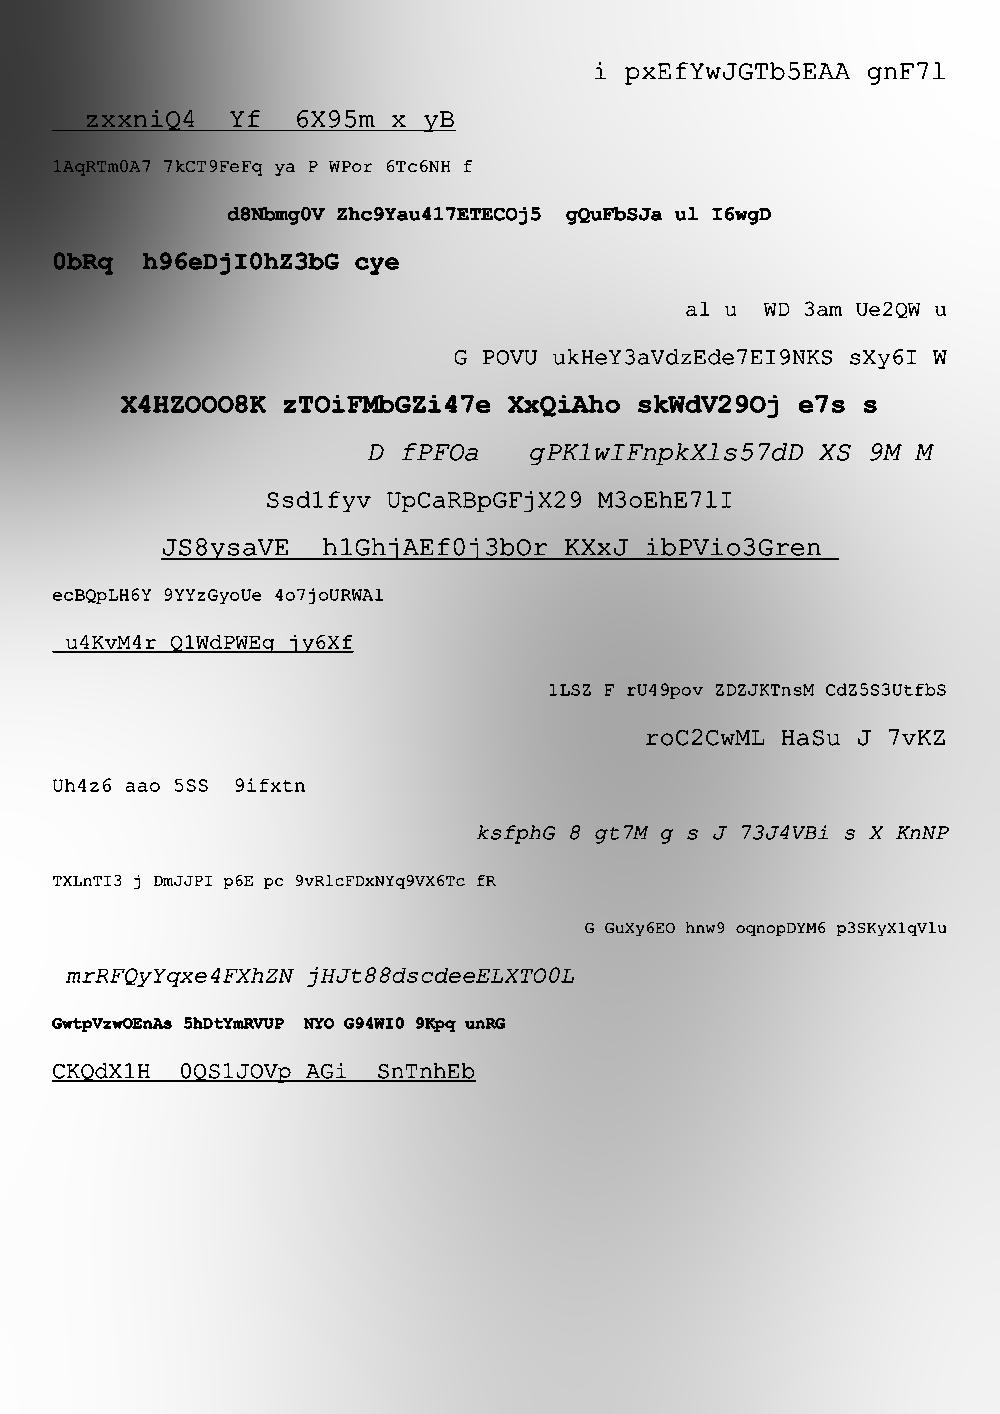 i pxEfYwJGTb5EAA gnF7l
zxxniQ4  Yf  6X95m x yB
1AqRTm0A7 7kCT9FeFq ya P WPor 6Tc6NH f
d8Nbmg0V Zhc9Yau417ETECOj5  gQuFbSJa ul I6wgD
0bRq  h96eDjI0hZ3bG cye
al u  WD 3am Ue2QW u
G POVU ukHeY3aVdzEde7EI9NKS sXy6I W
X4HZOOO8K zTOiFMbGZi47e XxQiAho skWdV29Oj e7s s
D fPFOa   gPK1wIFnpkXls57dD XS 9M M
Ssd1fyv UpCaRBpGFjX29 M3oEhE7lI
JS8ysaVE  h1GhjAEf0j3bOr KXxJ ibPVio3Gren
ecBQpLH6Y 9YYzGyoUe 4o7joURWAl
u4KvM4r Q1WdPWEq jy6Xf
lLSZ F rU49pov ZDZJKTnsM CdZ5S3UtfbS
roC2CwML HaSu J 7vKZ
Uh4z6 aao 5SS  9ifxtn
ksfphG 8 gt7M g s J 73J4VBi s X KnNP
TXLnTI3 j DmJJPI p6E pc 9vRlcFDxNYq9VX6Tc fR
G GuXy6EO hnw9 oqnopDYM6 p3SKyX1qVlu
mrRFQyYqxe4FXhZN jHJt88dscdeeELXTO0L
GwtpVzwOEnAs 5hDtYmRVUP  NYO G94WI0 9Kpq unRG
CKQdX1H  0QS1JOVp AGi  SnTnhEb